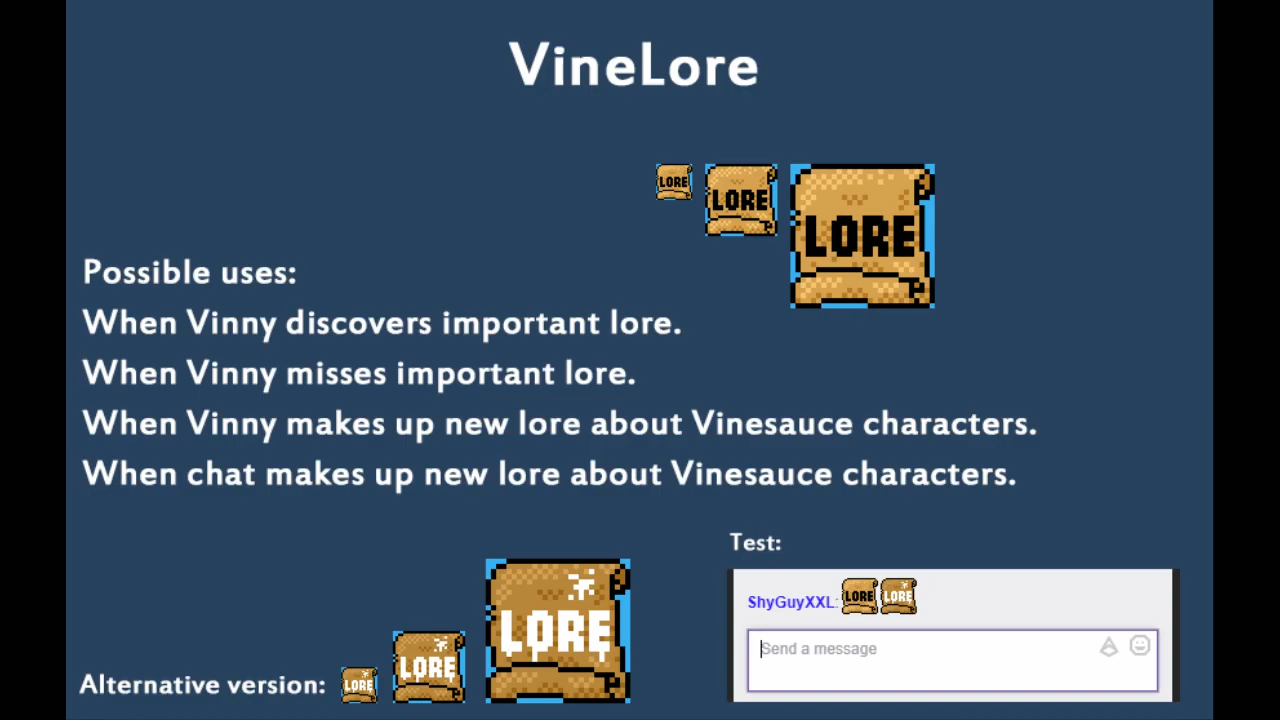 VineLore
LORE LORE LORE
Possible uses:
When Vinny discovers important lore.
When Vinny misses important lore.
When Vinny makes up new lore about Vinesauce characters.
When chat makes up new lore about Vinesauce characters.
Alternative version: LORE LORE LORE
Test:
ShyGuyXXL: LORE LORE
Send a message